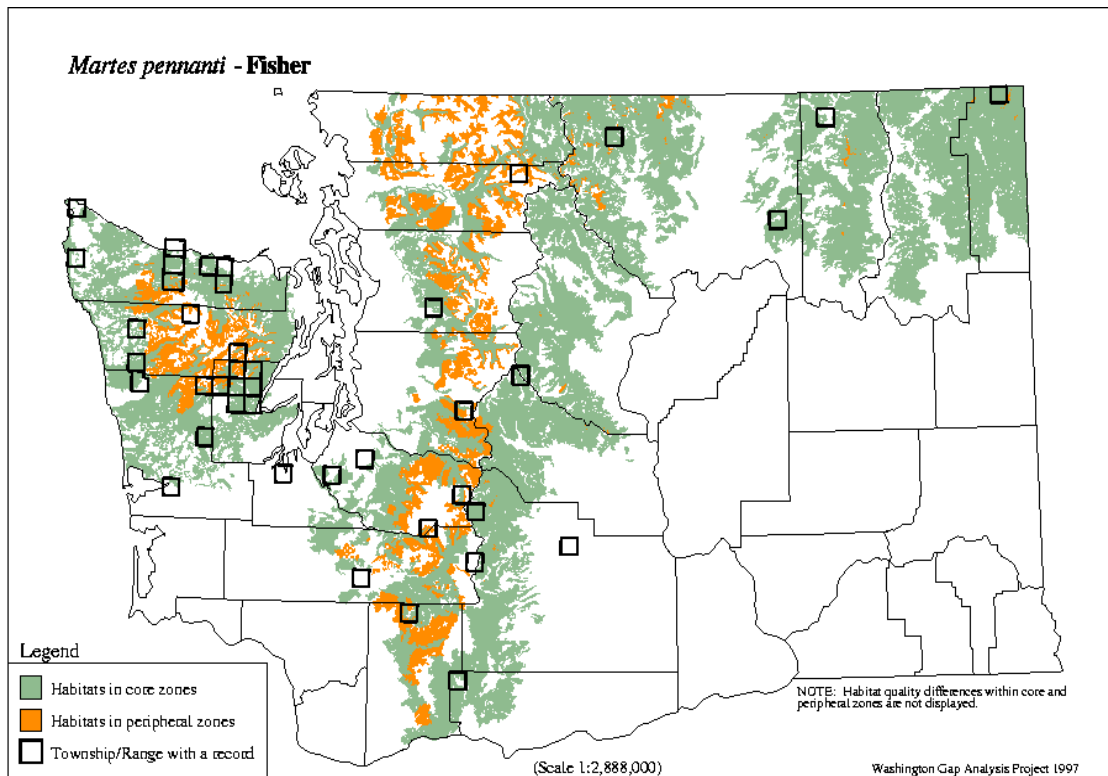 Martes pennanti - Fisher
Legend
Habitats in core zones
Habitats in peripheral zones
Township/Range with a record
NOTE: Habitat quality differences within core and
peripheral zones are not displayed.
(Scale 1:2,888,000)
Washington Gap Analysis Project 1997